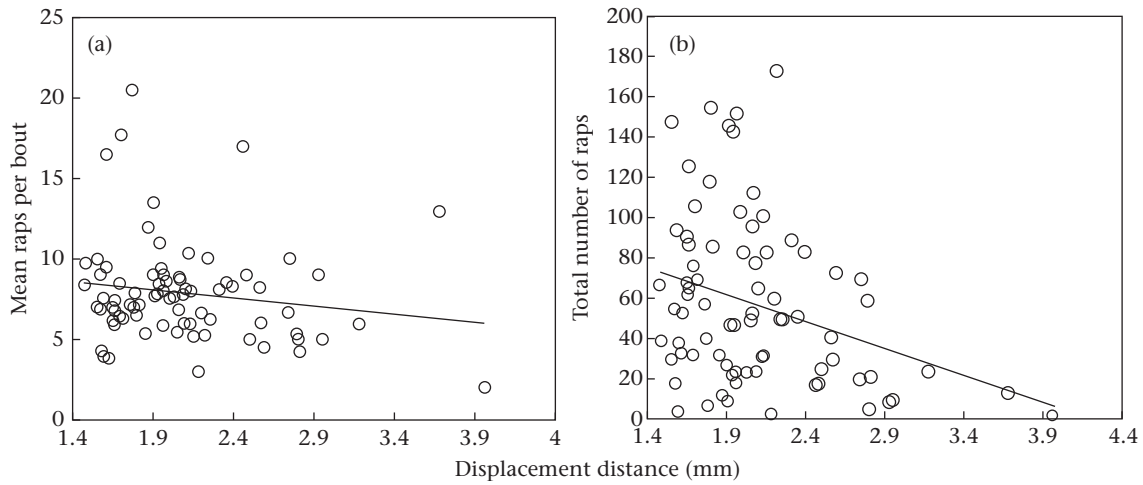 25
20
15
10
5
0
Mean raps per bout
(a)
1.4 1.9 2.4 2.9 3.4 3.9 4
200
180
160
140
120
100
80
60
40
20
0
Total number of raps
(b)
1.4 1.9 2.4 2.9 3.4 3.9 4.4
Displacement distance (mm)